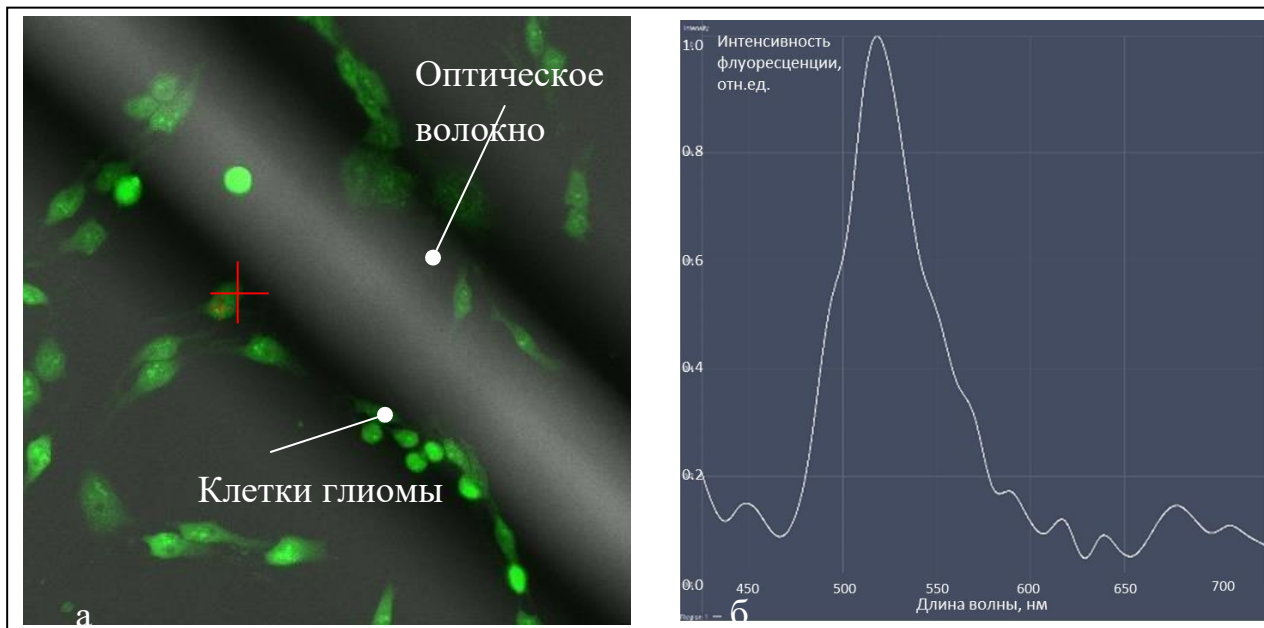 Оптическое
волокно
Клетки глиомы
а
Intensity
1.0
Интенсивность
флуоресценции,
отн.ед.
0.8
0.6
0.4
0.2
0.0
450 500 550 600 650 700
Длина волны, нм
б